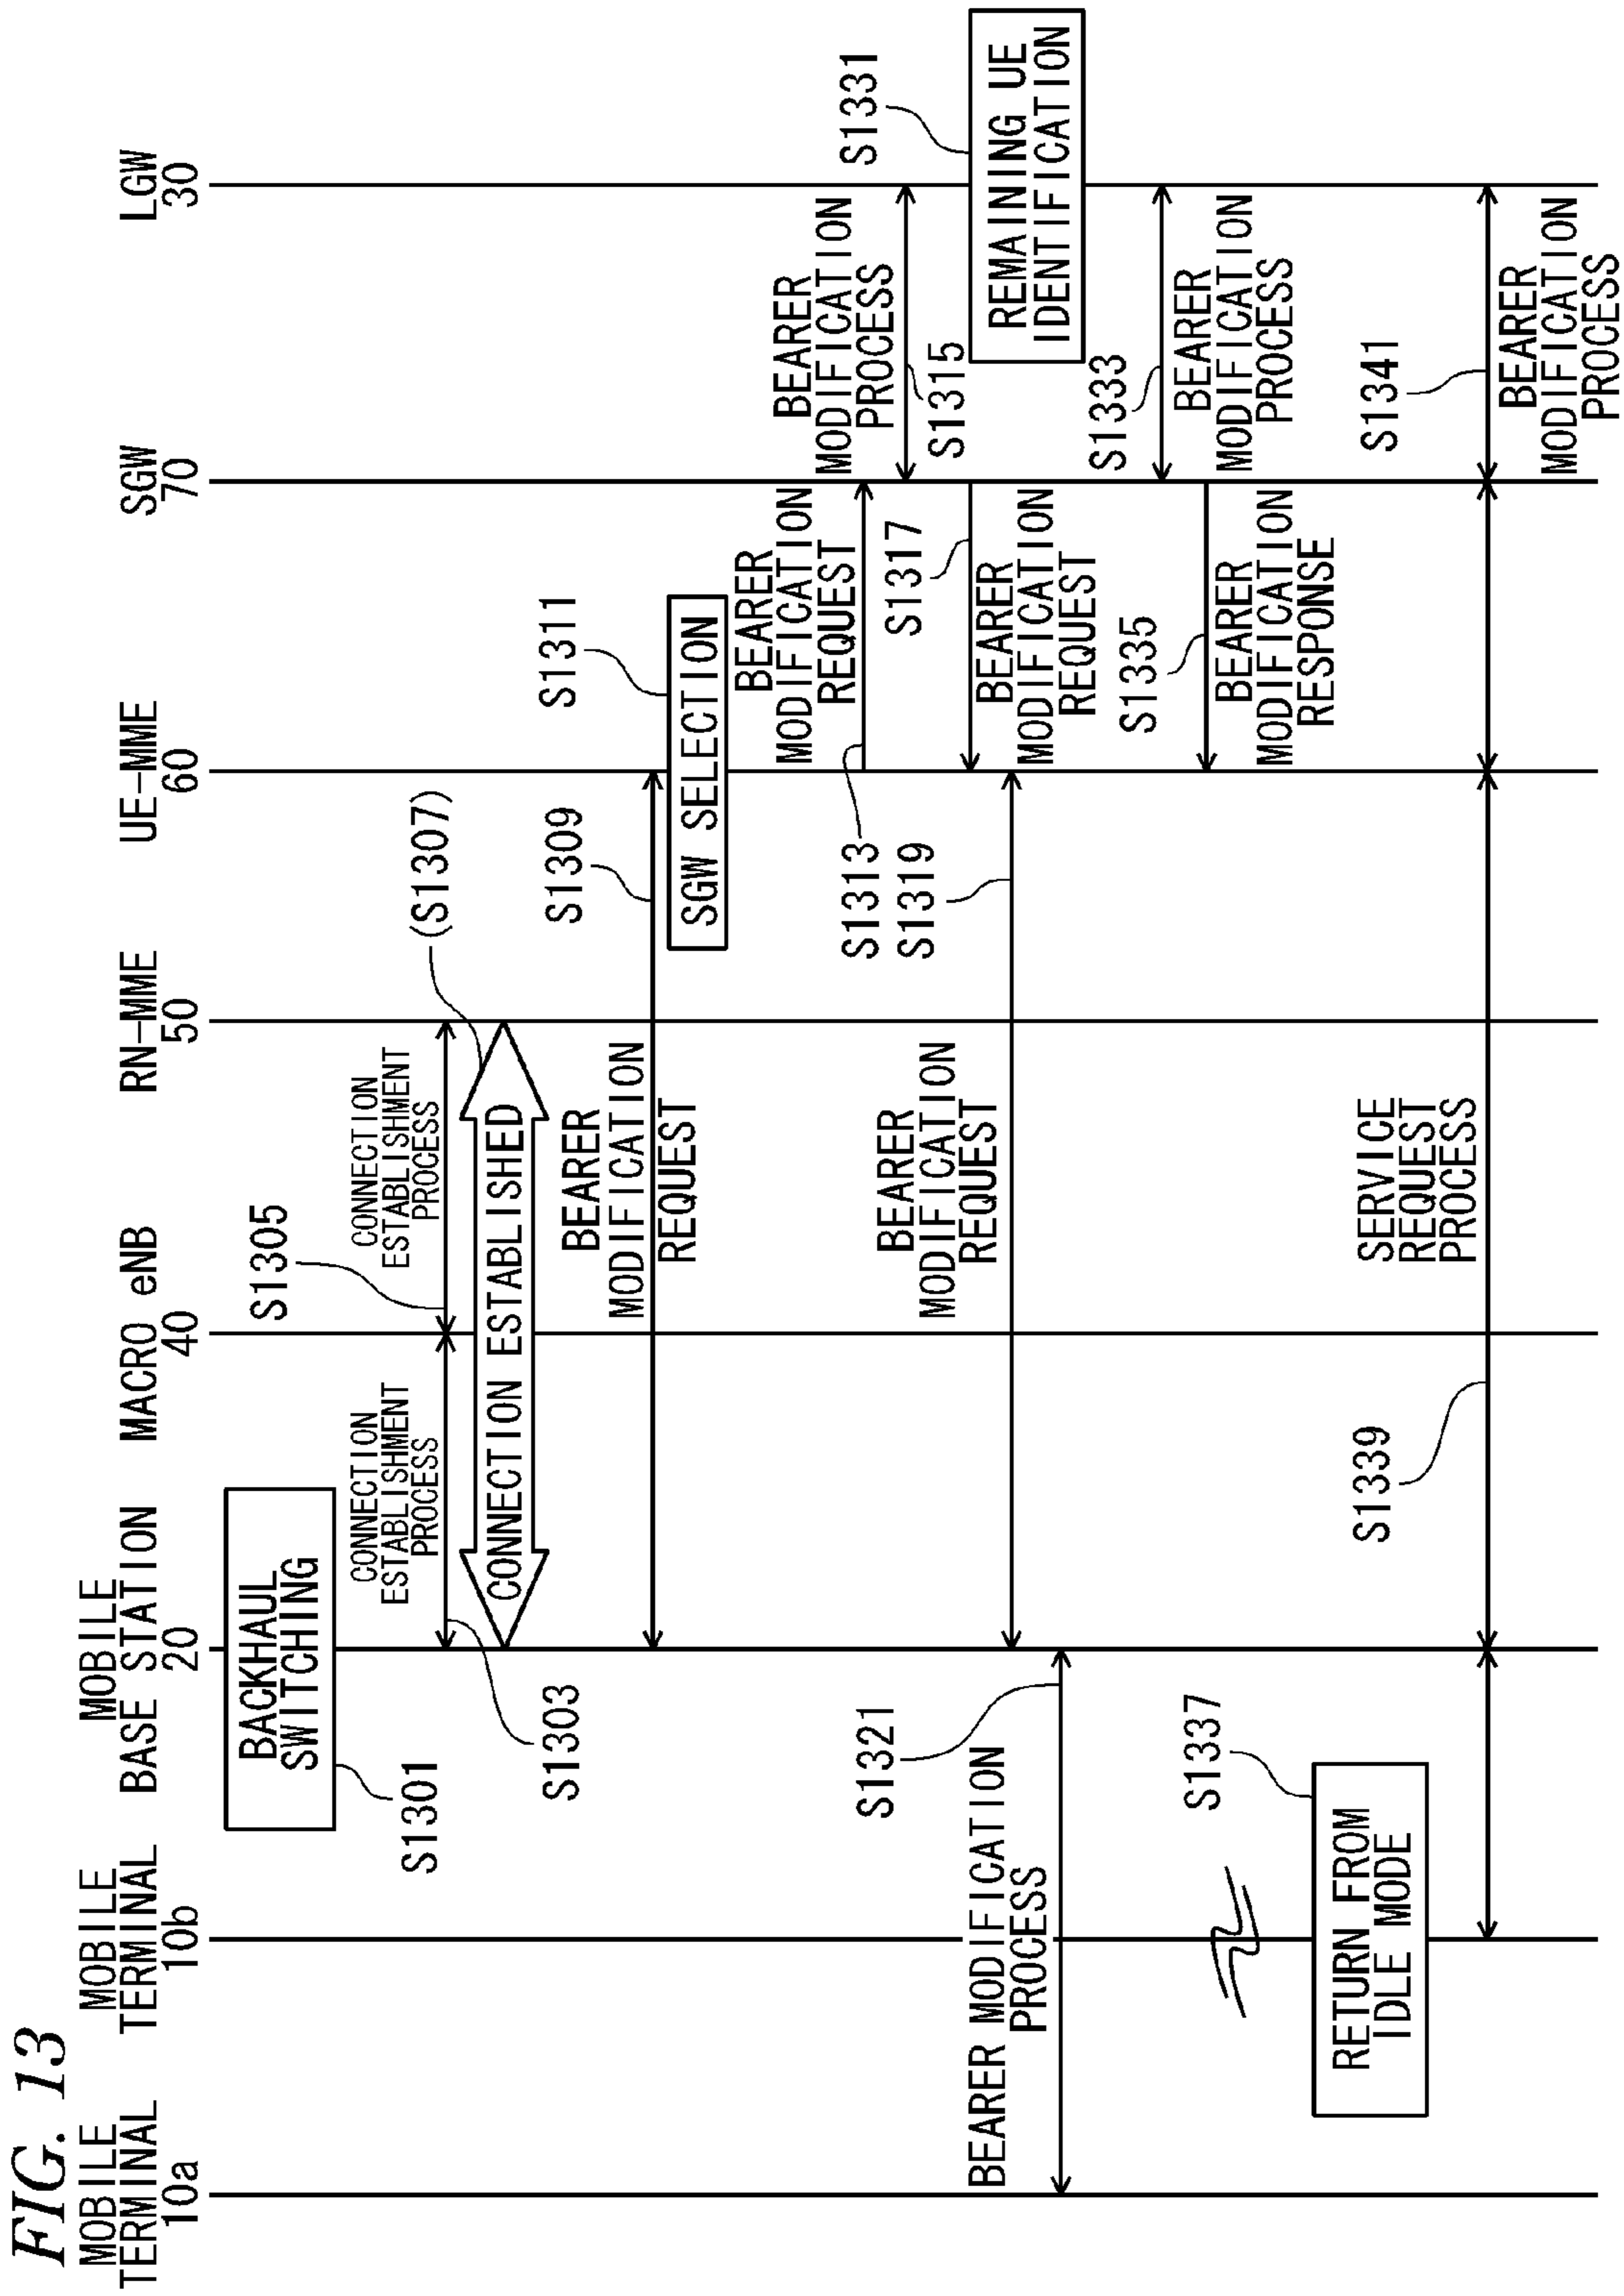 FIG. 13
MOBILE
TERMINAL
10a
MOBILE
TERMINAL
10b
MOBILE
BASE STATION
20
MACRO eNB
40
RN-MME
50
UE-MME
60
SGW
70
LGW
30
BACKHAUL
SWITCHING
S1301
S1305
CONNECTION
ESTABLISHMENT
PROCESS
CONNECTION
ESTABLISHMENT
PROCESS
S1303
(S1307)
CONNECTION ESTABLISHED
BEARER
MODIFICATION
REQUEST
S1309
S1311
SGW SELECTION
BEARER
MODIFICATION
REQUEST
S1313
BEARER
MODIFICATION
PROCESS
S1315
S1317
BEARER
MODIFICATION
REQUEST
S1319
BEARER
MODIFICATION
REQUEST
S1321
BEARER MODIFICATION
PROCESS
S1331
REMAINING UE
IDENTIFICATION
S1333
BEARER
MODIFICATION
PROCESS
S1335
BEARER
MODIFICATION
RESPONSE
S1337
RETURN FROM
IDLE MODE
S1339
SERVICE
REQUEST
PROCESS
S1341
BEARER
MODIFICATION
PROCESS